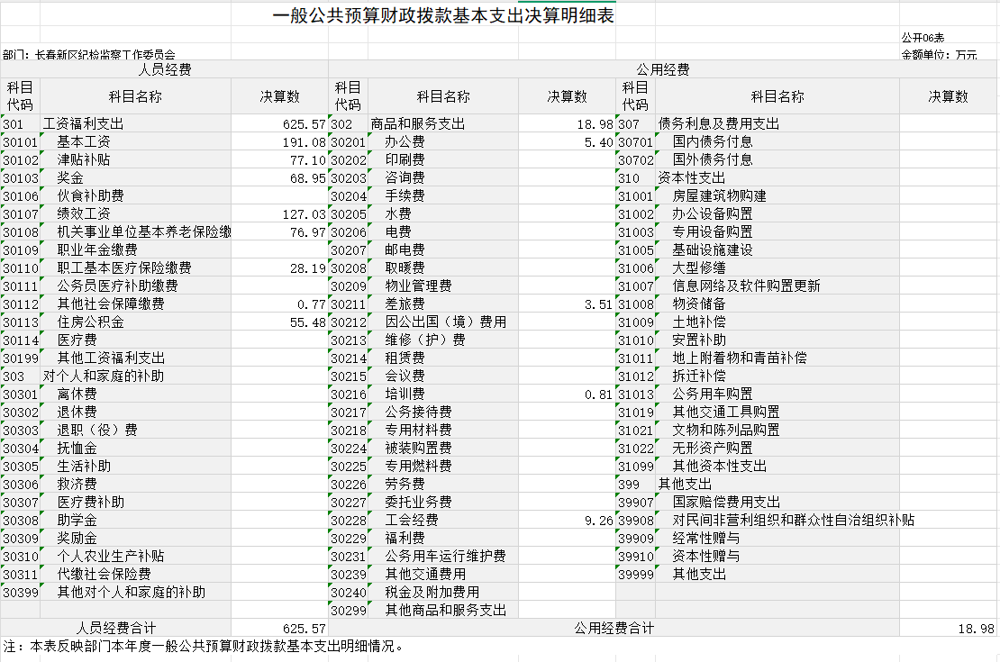 一般公共预算财政拨款基本支出决算明细表
公开06表
部门：长春新区纪检监察工作委员会 金额单位：万元
人员经费 公用经费
科目代码 科目名称 决算数 科目代码 科目名称 决算数 科目代码 科目名称 决算数
301 工资福利支出 625.57 302 商品和服务支出 18.98 307 债务利息及费用支出
30101 基本工资 191.08 30201 办公费 5.40 30701 国内债务付息
30102 津贴补贴 77.10 30202 印刷费 30702 国外债务付息
30103 奖金 68.95 30203 咨询费 310 资本性支出
30106 伙食补助费 30204 手续费 31001 房屋建筑物购建
30107 绩效工资 127.03 30205 水费 31002 办公设备购置
30108 机关事业单位基本养老保险缴 76.97 30206 电费 31003 专用设备购置
30109 职业年金缴费 30207 邮电费 31005 基础设施建设
30110 职工基本医疗保险缴费 28.19 30208 取暖费 31006 大型修缮
30111 公务员医疗补助缴费 30209 物业管理费 31007 信息网络及软件购置更新
30112 其他社会保障缴费 0.77 30211 差旅费 3.51 31008 物资储备
30113 住房公积金 55.48 30212 因公出国（境）费用 31009 土地补偿
30114 医疗费 30213 维修（护）费 31010 安置补助
30199 其他工资福利支出 30214 租赁费 31011 地上附着物和青苗补偿
303 对个人和家庭的补助 30215 会议费 31012 拆迁补偿
30301 离休费 30216 培训费 0.81 31013 公务用车购置
30302 退休费 30217 公务接待费 31019 其他交通工具购置
30303 退职（役）费 30218 专用材料费 31021 文物和陈列品购置
30304 抚恤金 30224 被装购置费 31022 无形资产购置
30305 生活补助 30225 专用燃料费 31099 其他资本性支出
30306 救济费 30226 劳务费 399 其他支出
30307 医疗费补助 30227 委托业务费 39907 国家赔偿费用支出
30308 助学金 30228 工会经费 9.26 39908 对民间非营利组织和群众性自治组织补贴
30309 奖励金 30229 福利费 39909 经常性赠与
30310 个人农业生产补贴 30231 公务用车运行维护费 39910 资本性赠与
30311 代缴社会保险费 30239 其他交通费用 39999 其他支出
30399 其他对个人和家庭的补助 30240 税金及附加费用
30299 其他商品和服务支出
人员经费合计 625.57 公用经费合计 18.98
注：本表反映部门本年度一般公共预算财政拨款基本支出明细情况。